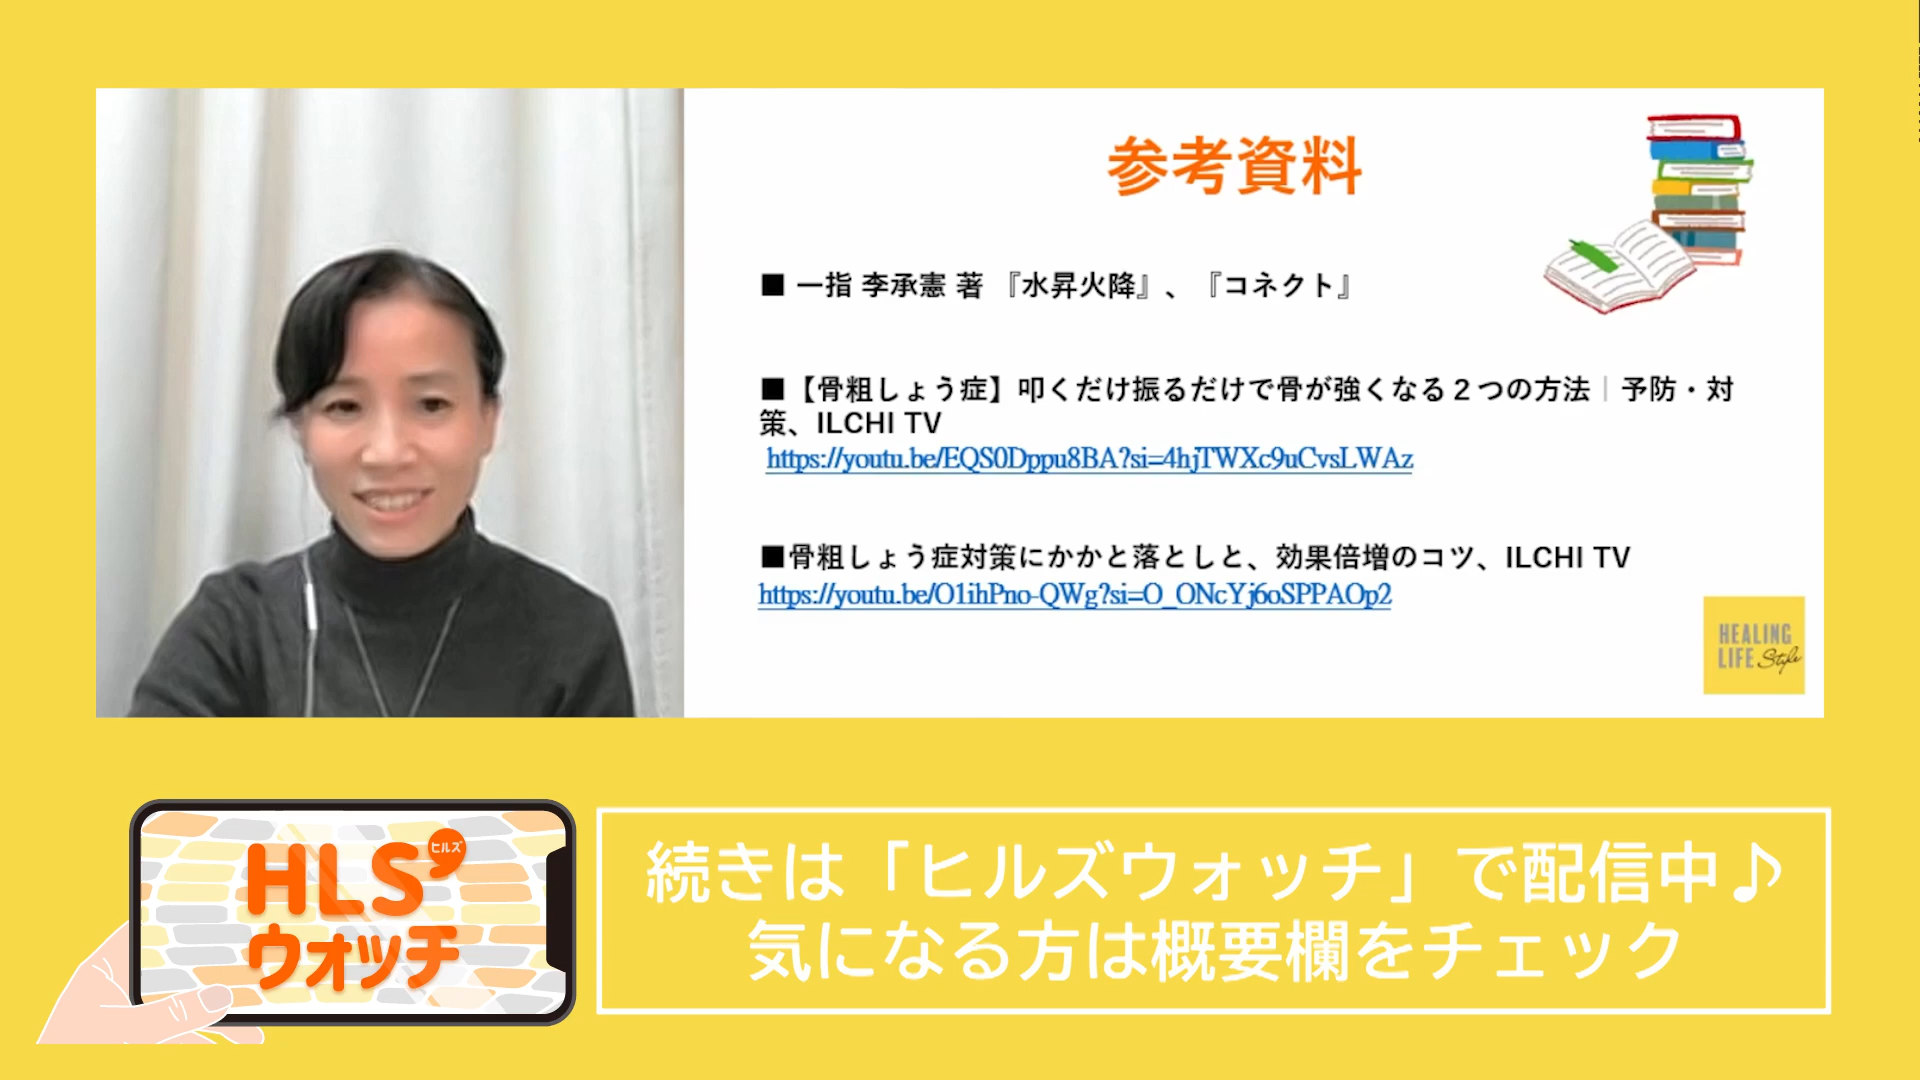 参考資料
■ 一指 李承憲 著 『水昇火降』、『コネクト』
■【骨粗しょう症】叩くだけ振るだけで骨が強くなる２つの方法｜予防・対
策、ILCHI TV
https://youtu.be/EQS0Dppu8BA?si=4hjTWXc9uCvsLWAz
■骨粗しょう症対策にかかと落としと、効果倍増のコツ、ILCHI TV
https://youtu.be/O1ihPno-QWg?si=O_ONcYj6oSPPAOp2
HEALING
LIFE Style
HLS
ヒルズ
ウォッチ
続きは「ヒルズウォッチ」で配信中♪
気になる方は概要欄をチェック